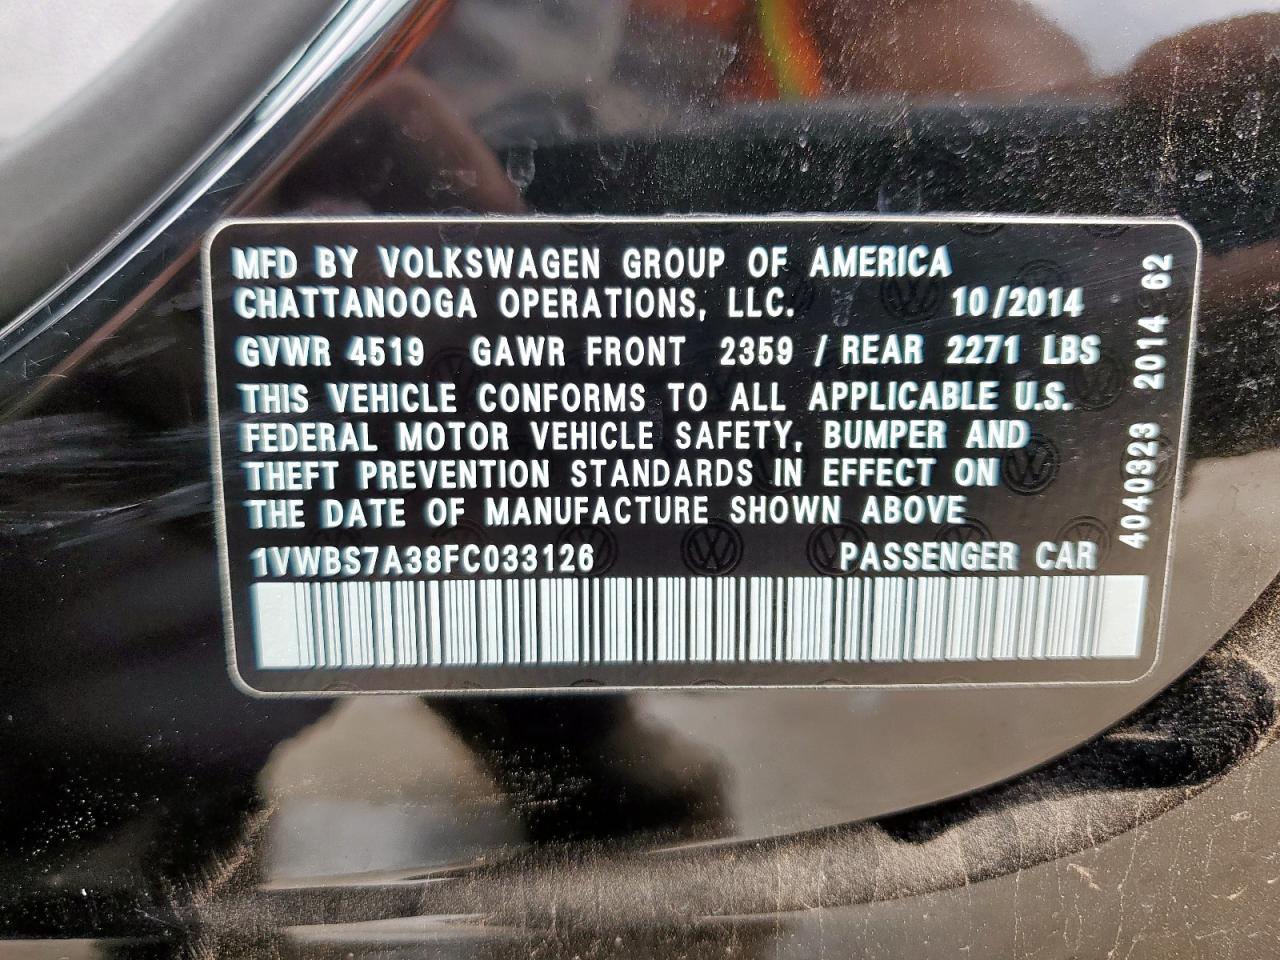 MFD BY VOLKSWAGEN GROUP OF AMERICA
CHATTANOOGA OPERATIONS, LLC. 10/2014
GVWR 4519 GAWR FRONT 2359 / REAR 2271 LBS
THIS VEHICLE CONFORMS TO ALL APPLICABLE U.S.
FEDERAL MOTOR VEHICLE SAFETY, BUMPER AND
THEFT PREVENTION STANDARDS IN EFFECT ON
THE DATE OF MANUFACTURE SHOWN ABOVE
1VWBS7A38FC033126 PASSENGER CAR
4040323 2014 62